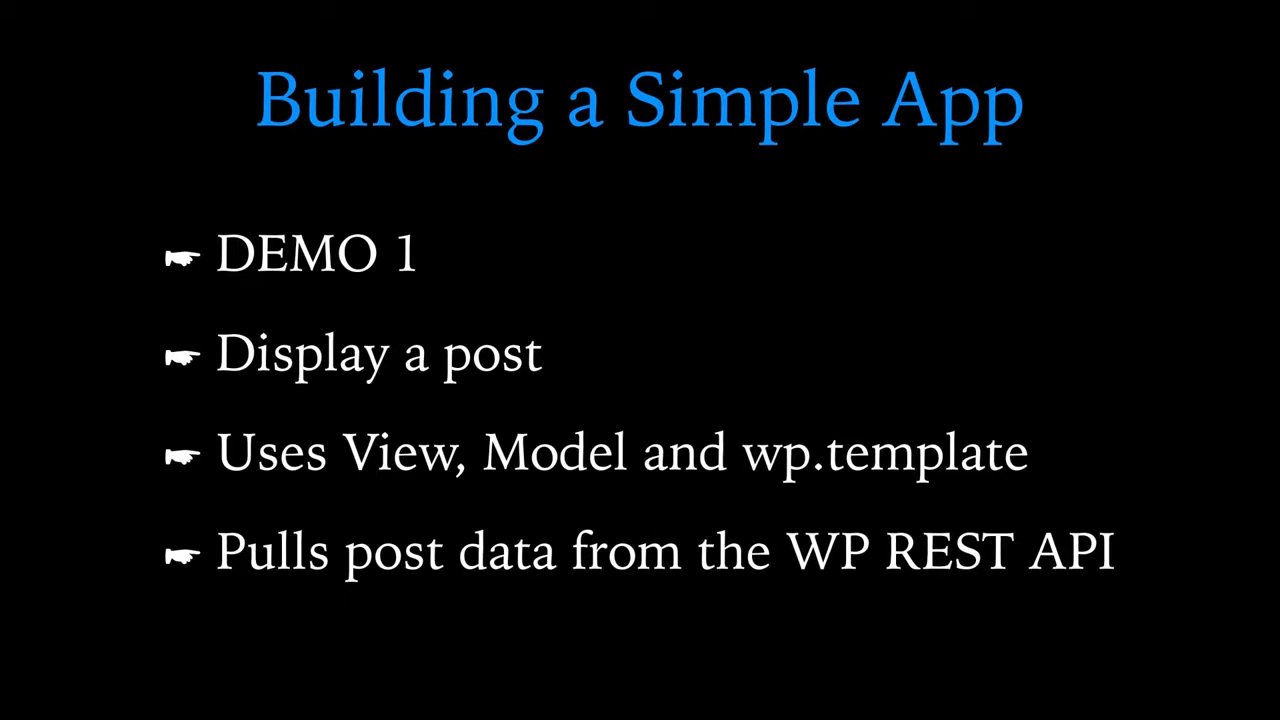 Building a Simple App
☛ DEMO 1
☛ Display a post
☛ Uses View, Model and wp.template
☛ Pulls post data from the WP REST API